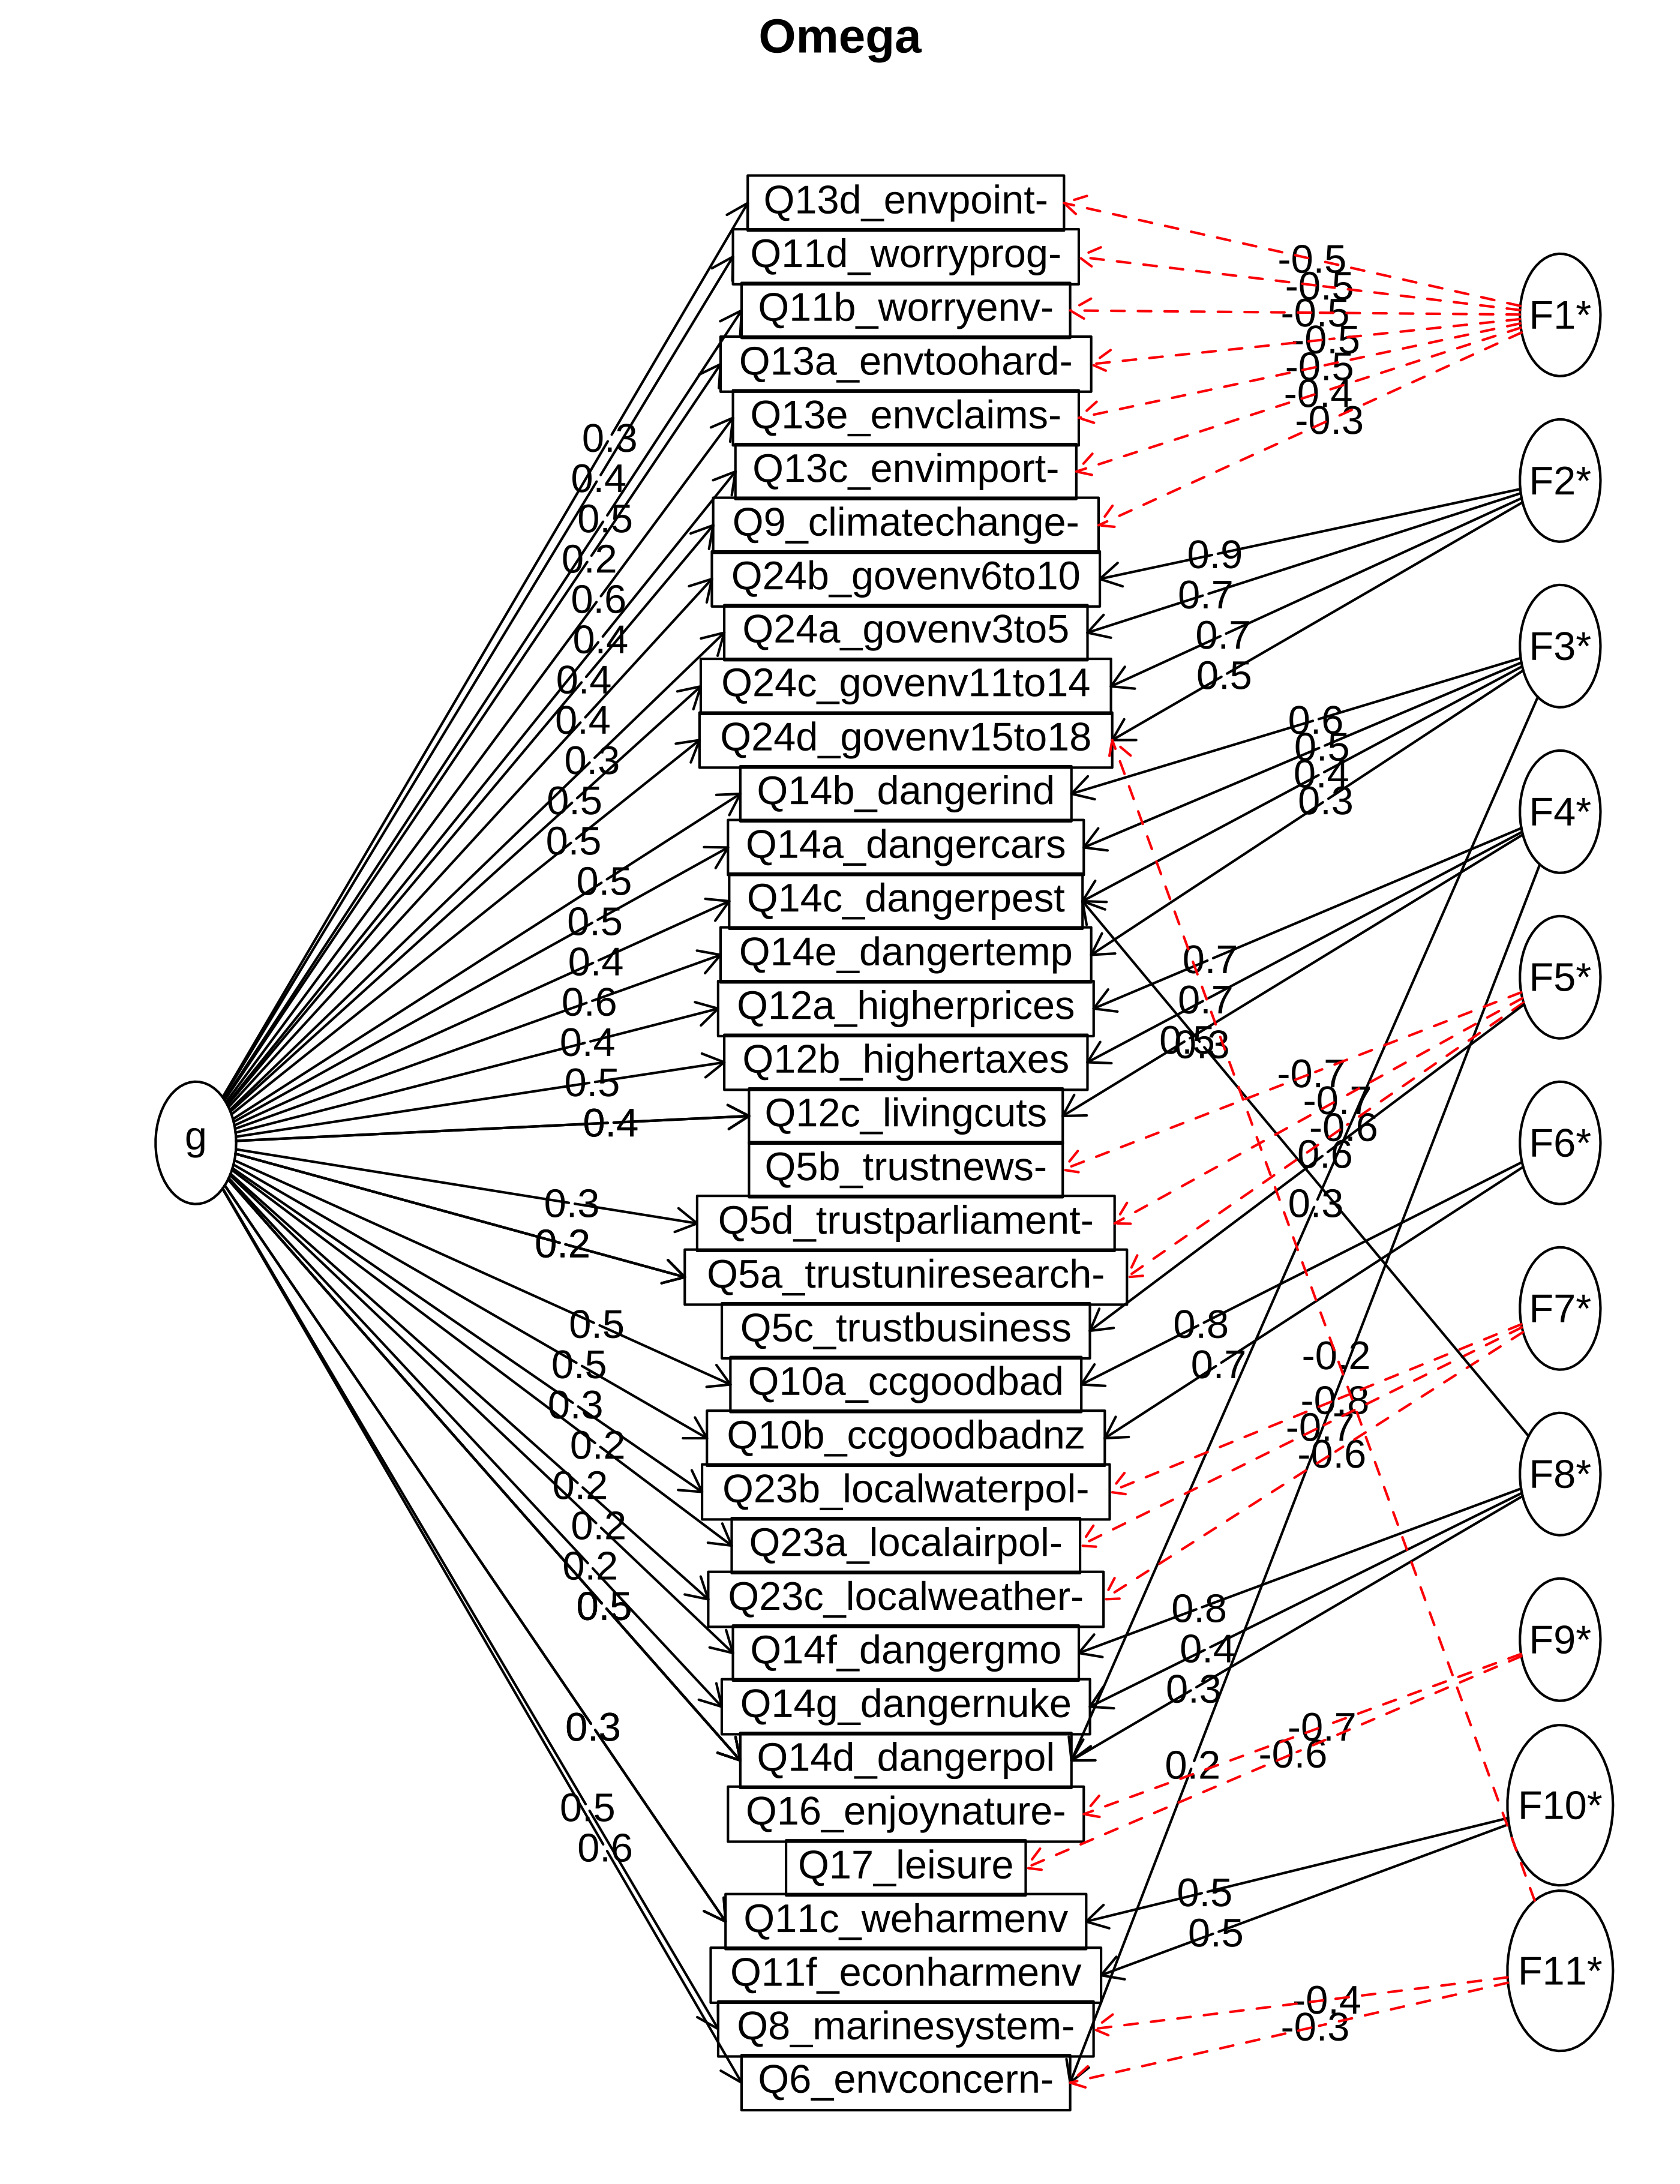 Omega
Q13d_envpoint-
Q11d_worryprog-
Q11b_worryenv-
Q13a_envtoohard-
Q13e_envclaims-
Q13c_envimport-
Q9_climatechange-
Q24b_govenv6to10
Q24a_govenv3to5
Q24c_govenv11to14
Q24d_govenv15to18
Q14b_dangerind
Q14a_dangercars
Q14c_dangerpest
Q14e_dangertemp
Q12a_higherprices
Q12b_highertaxes
Q12c_livingcuts
Q5b_trustnews-
Q5d_trustparliament-
Q5a_trustuniresearch-
Q5c_trustbusiness
Q10a_ccgoodbad
Q10b_ccgoodbadnz
Q23b_localwaterpol-
Q23a_localairpol-
Q23c_localweather-
Q14f_dangergmo
Q14g_dangernuke
Q14d_dangerpol
Q16_enjoynature-
Q17_leisure
Q11c_weharmenv
Q11f_econharmenv
Q8_marinesystem-
Q6_envconcern-
g
0.3
0.4
0.5
0.2
0.6
0.4
0.4
0.4
0.3
0.5
0.5
0.5
0.5
0.4
0.6
0.4
0.5
0.4
0.3
0.2
0.5
0.5
0.3
0.2
0.2
0.2
0.2
0.5
0.3
0.5
0.6
F1*
F2*
F3*
F4*
F5*
F6*
F7*
F8*
F9*
F10*
F11*
-0.5
-0.5
-0.5
-0.5
-0.5
-0.4
-0.3
0.9
0.7
0.7
0.5
0.6
0.5
0.4
0.3
0.7
0.7
0.5
0.3
-0.7
-0.7
-0.6
0.6
0.3
0.8
0.7
-0.2
-0.8
-0.7
-0.6
0.8
0.4
0.3
-0.7
-0.6
0.2
0.5
0.5
-0.4
-0.3